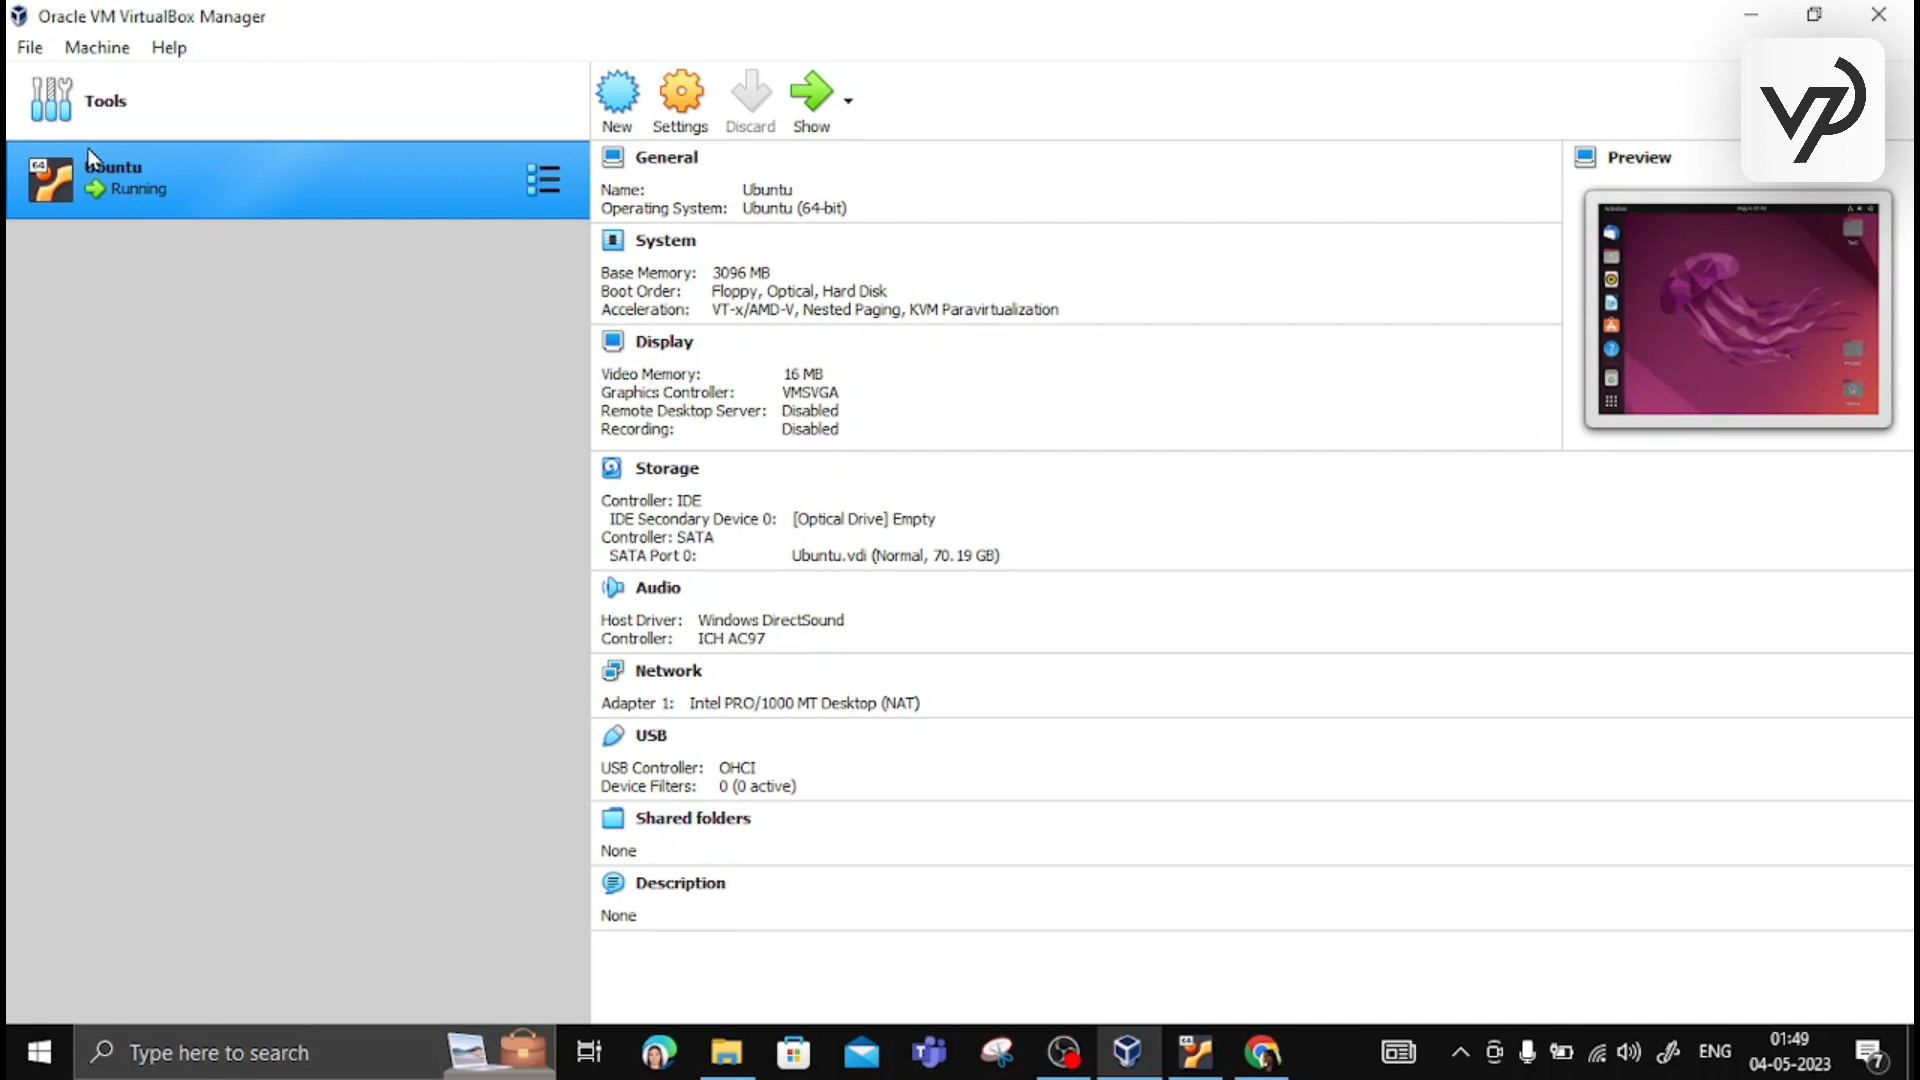 Oracle VM VirtualBox Manager
File Machine Help
Tools
New Settings Discard Show
64
Ubuntu
Running
General
Name: Ubuntu
Operating System: Ubuntu (64-bit)
System
Base Memory: 3096 MB
Boot Order: Floppy, Optical, Hard Disk
Acceleration: VT-x/AMD-V, Nested Paging, KVM Paravirtualization
Display
Video Memory: 16 MB
Graphics Controller: VMSVGA
Remote Desktop Server: Disabled
Recording: Disabled
Preview
Storage
Controller: IDE
IDE Secondary Device 0: [Optical Drive] Empty
Controller: SATA
SATA Port 0: Ubuntu.vdi (Normal, 70.19 GB)
Audio
Host Driver: Windows DirectSound
Controller: ICH AC97
Network
Adapter 1: Intel PRO/1000 MT Desktop (NAT)
USB
USB Controller: OHCI
Device Filters: 0 (0 active)
Shared folders
None
Description
None
Type here to search
ENG
01:49
04-05-2023
7